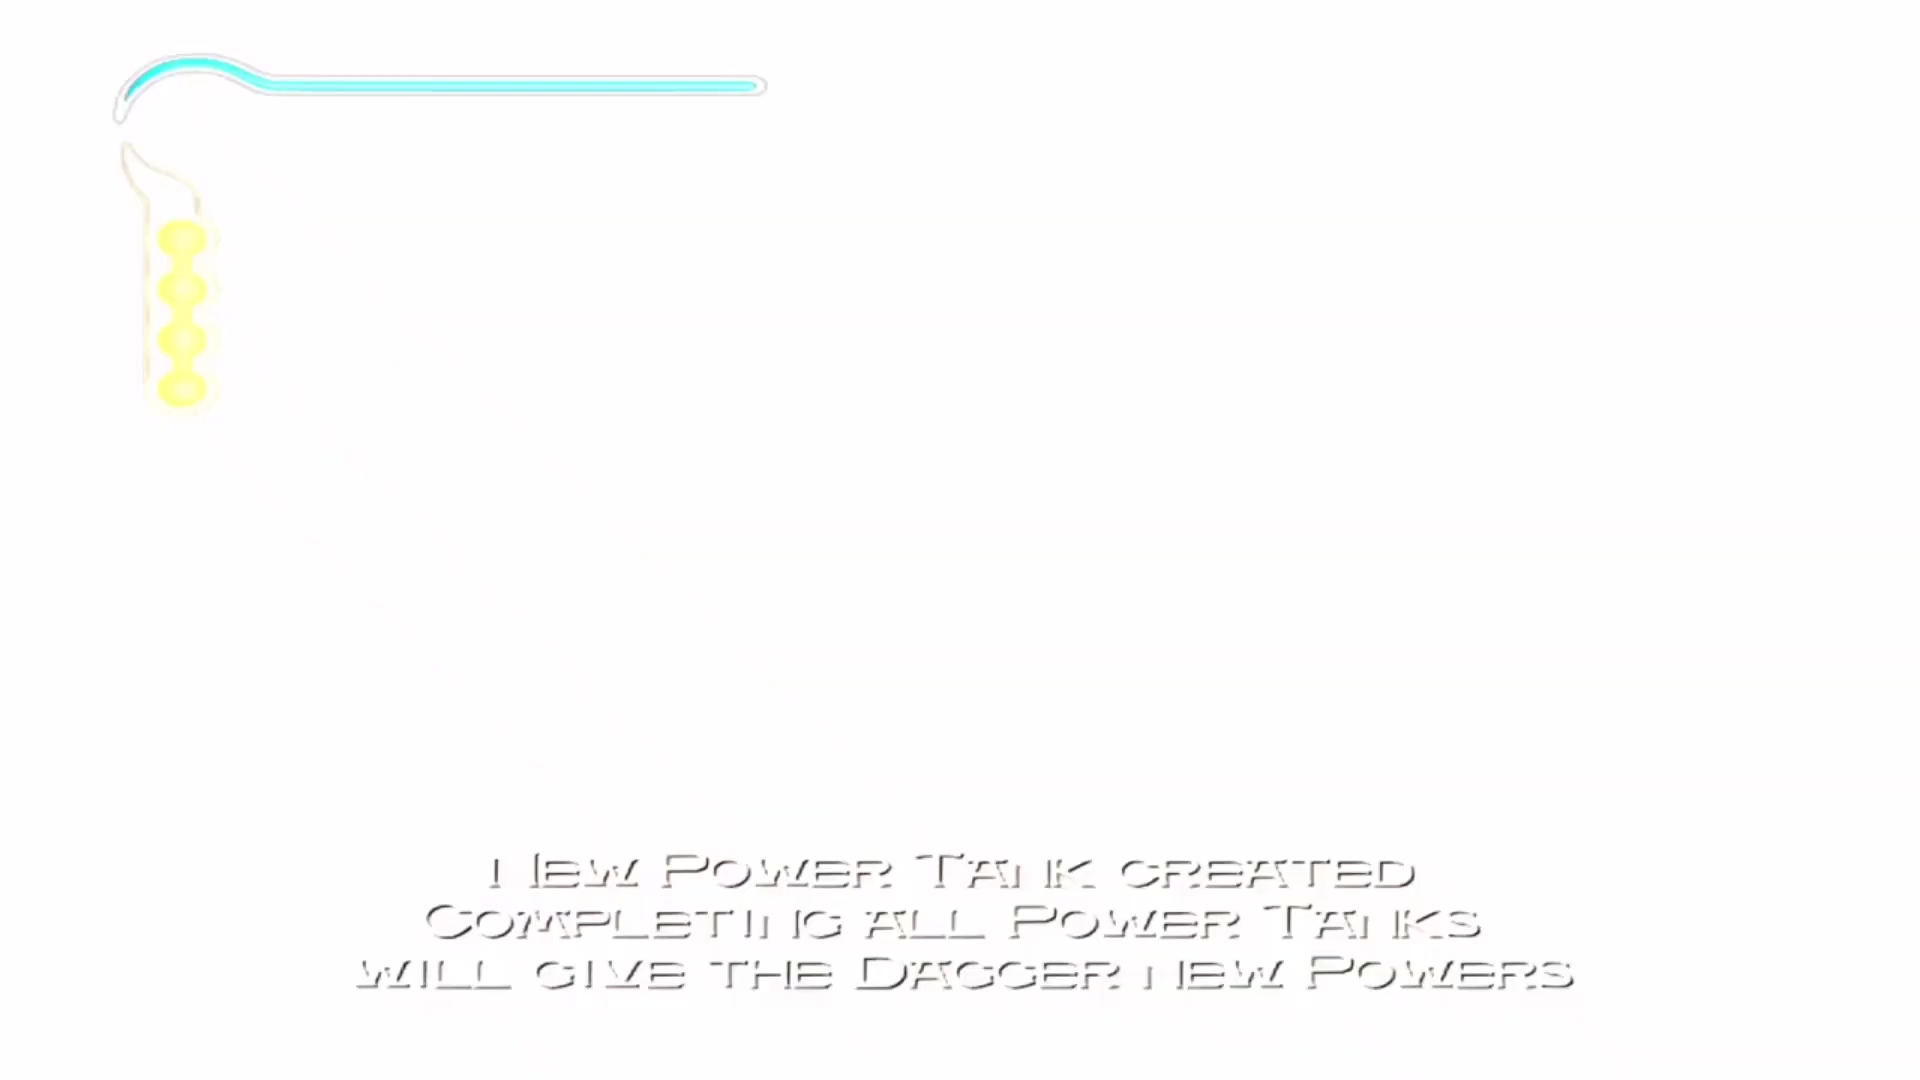 New Power Tank created
Completing all Power Tanks
will give the Dagger new Powers